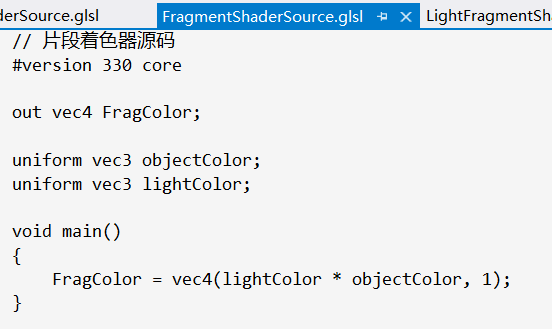 derSource.glsl FragmentShaderSource.glsl LightFragmentSha
// 片段着色器源码
#version 330 core
out vec4 FragColor;
uniform vec3 objectColor;
uniform vec3 lightColor;
void main()
{
FragColor = vec4(lightColor * objectColor, 1);
}